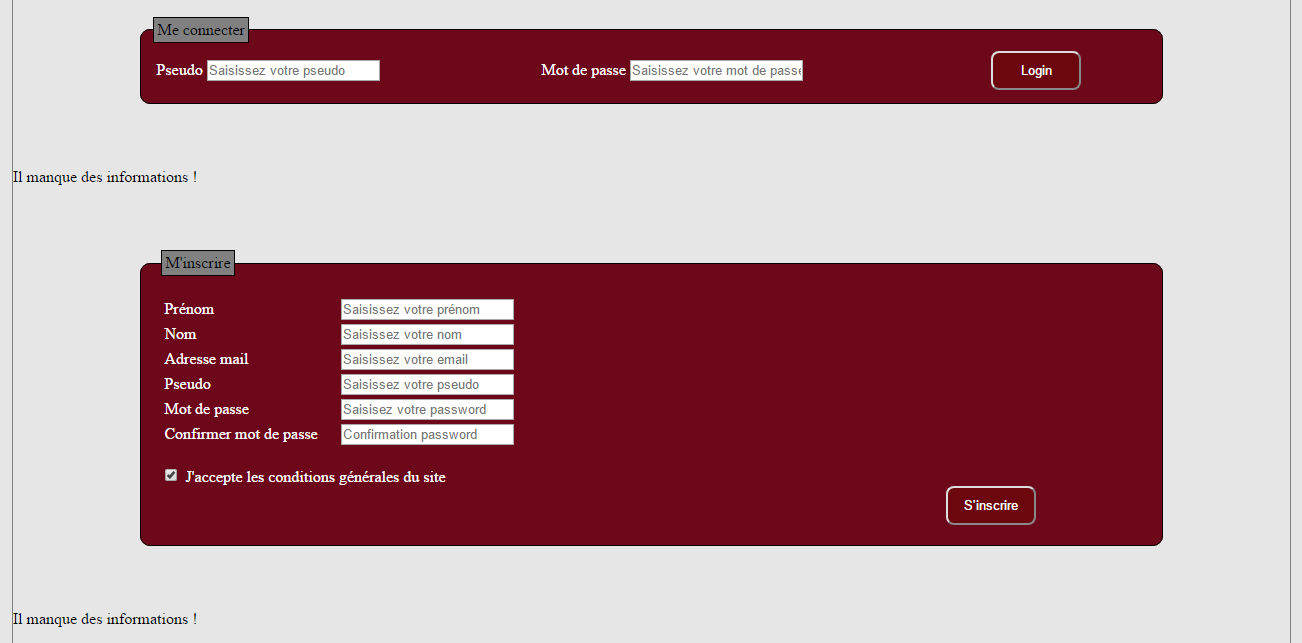 Me connecter
Pseudo Saisissez votre pseudo Mot de passe Saisissez votre mot de passe Login
Il manque des informations !
M'inscrire
Prénom Saisissez votre prénom
Nom Saisissez votre nom
Adresse mail Saisissez votre email
Pseudo Saisissez votre pseudo
Mot de passe Saisisez votre password
Confirmer mot de passe Confirmation password
J'accepte les conditions générales du site
S'inscrire
Il manque des informations !